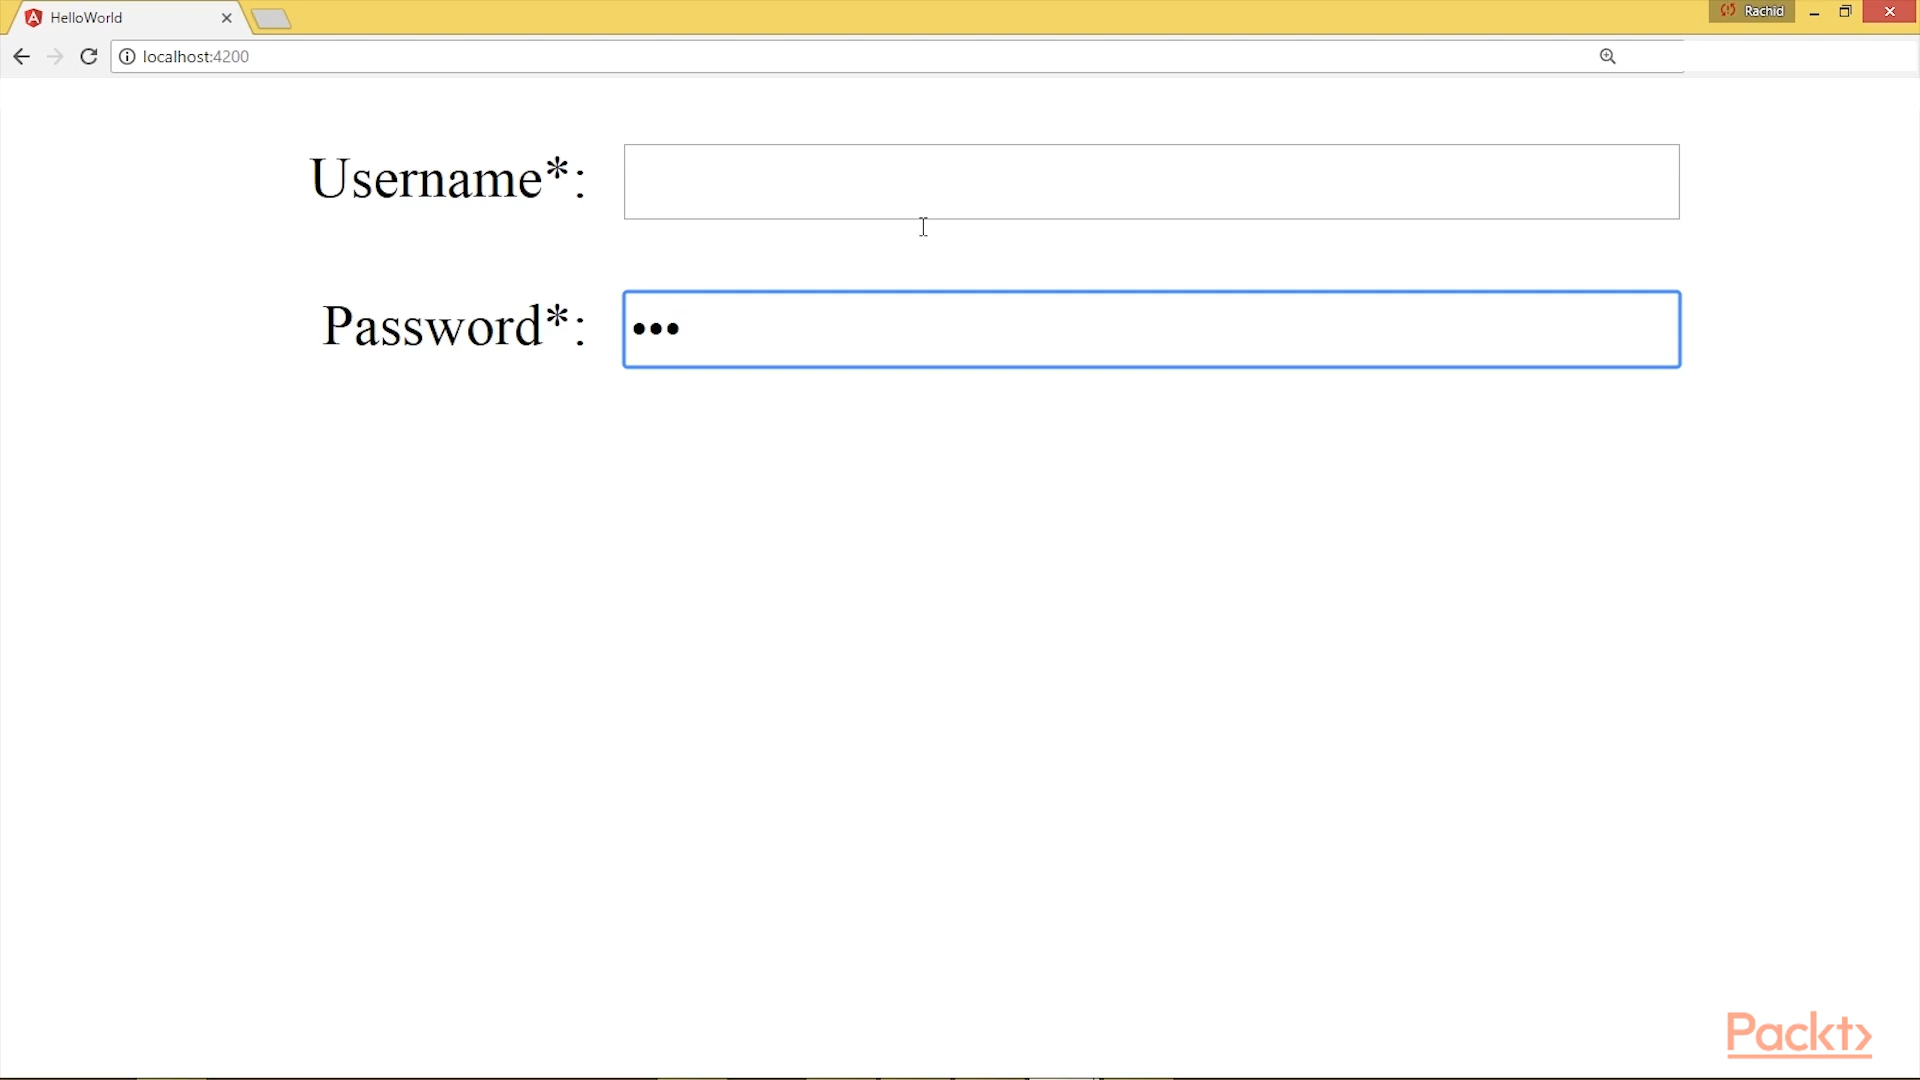 HelloWorld
Rachid
localhost:4200
Username*:
Password*:
•••
Packt>